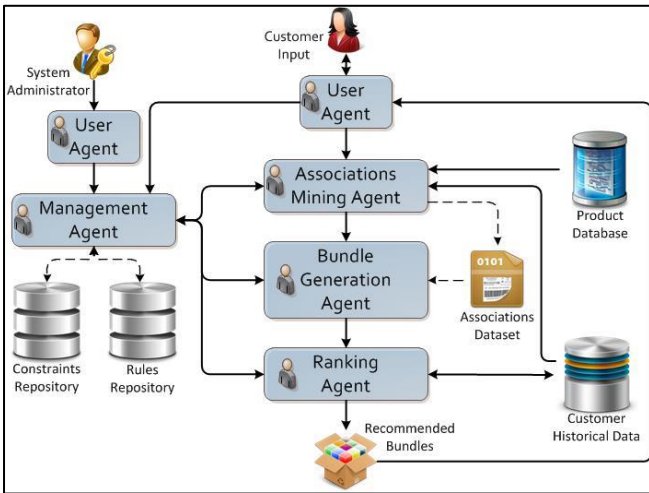 System
Administrator
Customer
Input
User
Agent
User
Agent
Management
Agent
Associations
Mining Agent
Product
Database
Bundle
Generation
Agent
0101
Associations
Dataset
Constraints
Repository
Rules
Repository
Ranking
Agent
Customer
Historical Data
Recommended
Bundles